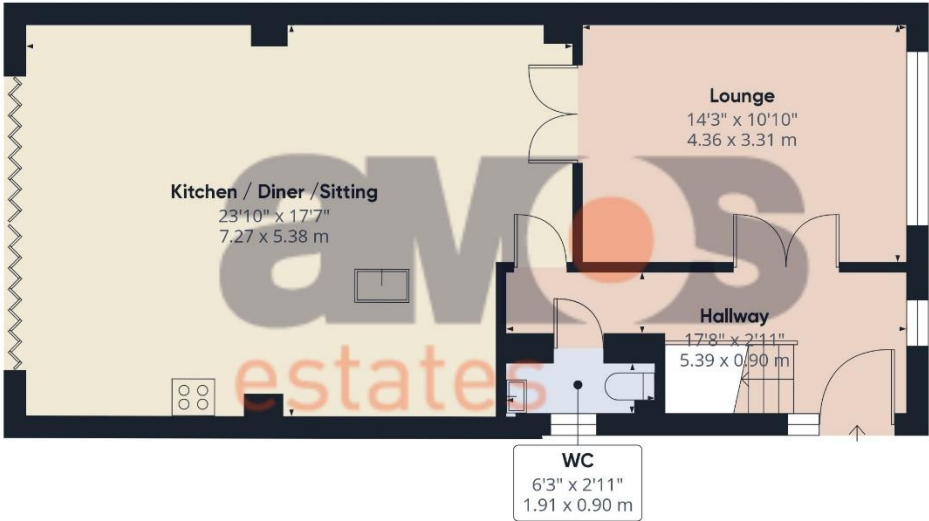 Lounge
14'3" x 10'10"
4.36 x 3.31 m
Kitchen / Diner /Sitting
23'10" x 17'7"
7.27 x 5.38 m
amos
estates
Hallway
17'8" x 2'11"
5.39 x 0.90 m
WC
6'3" x 2'11"
1.91 x 0.90 m